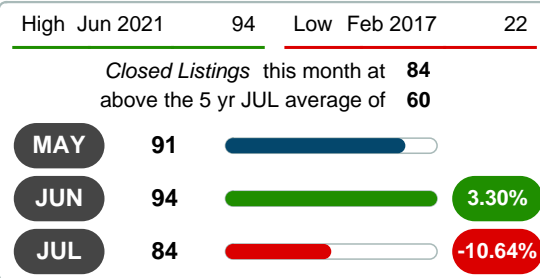 High Jun 2021 94 Low Feb 2017 22
Closed Listings this month at 84
above the 5 yr JUL average of 60
MAY 91
JUN 94 3.30%
JUL 84 -10.64%